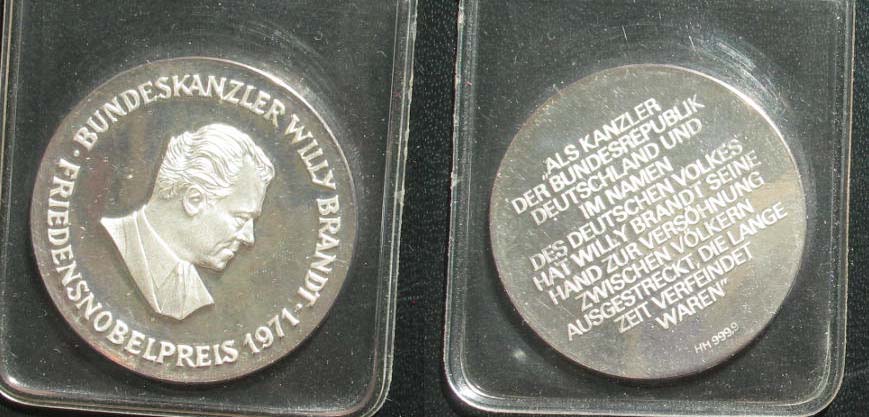 · BUNDESKANZLER WILLY BRANDT ·
FRIEDENSNOBELPREIS 1971
„ALS KANZLER
DER BUNDESREPUBLIK
DEUTSCHLAND UND
IM NAMEN
DES DEUTSCHEN VOLKES
HAT WILLY BRANDT SEINE
HAND ZUR VERSÖHNUNG
ZWISCHEN VÖLKERN
AUSGESTRECKT, DIE LANGE
ZEIT VERFEINDET
WAREN"
HH 999,9